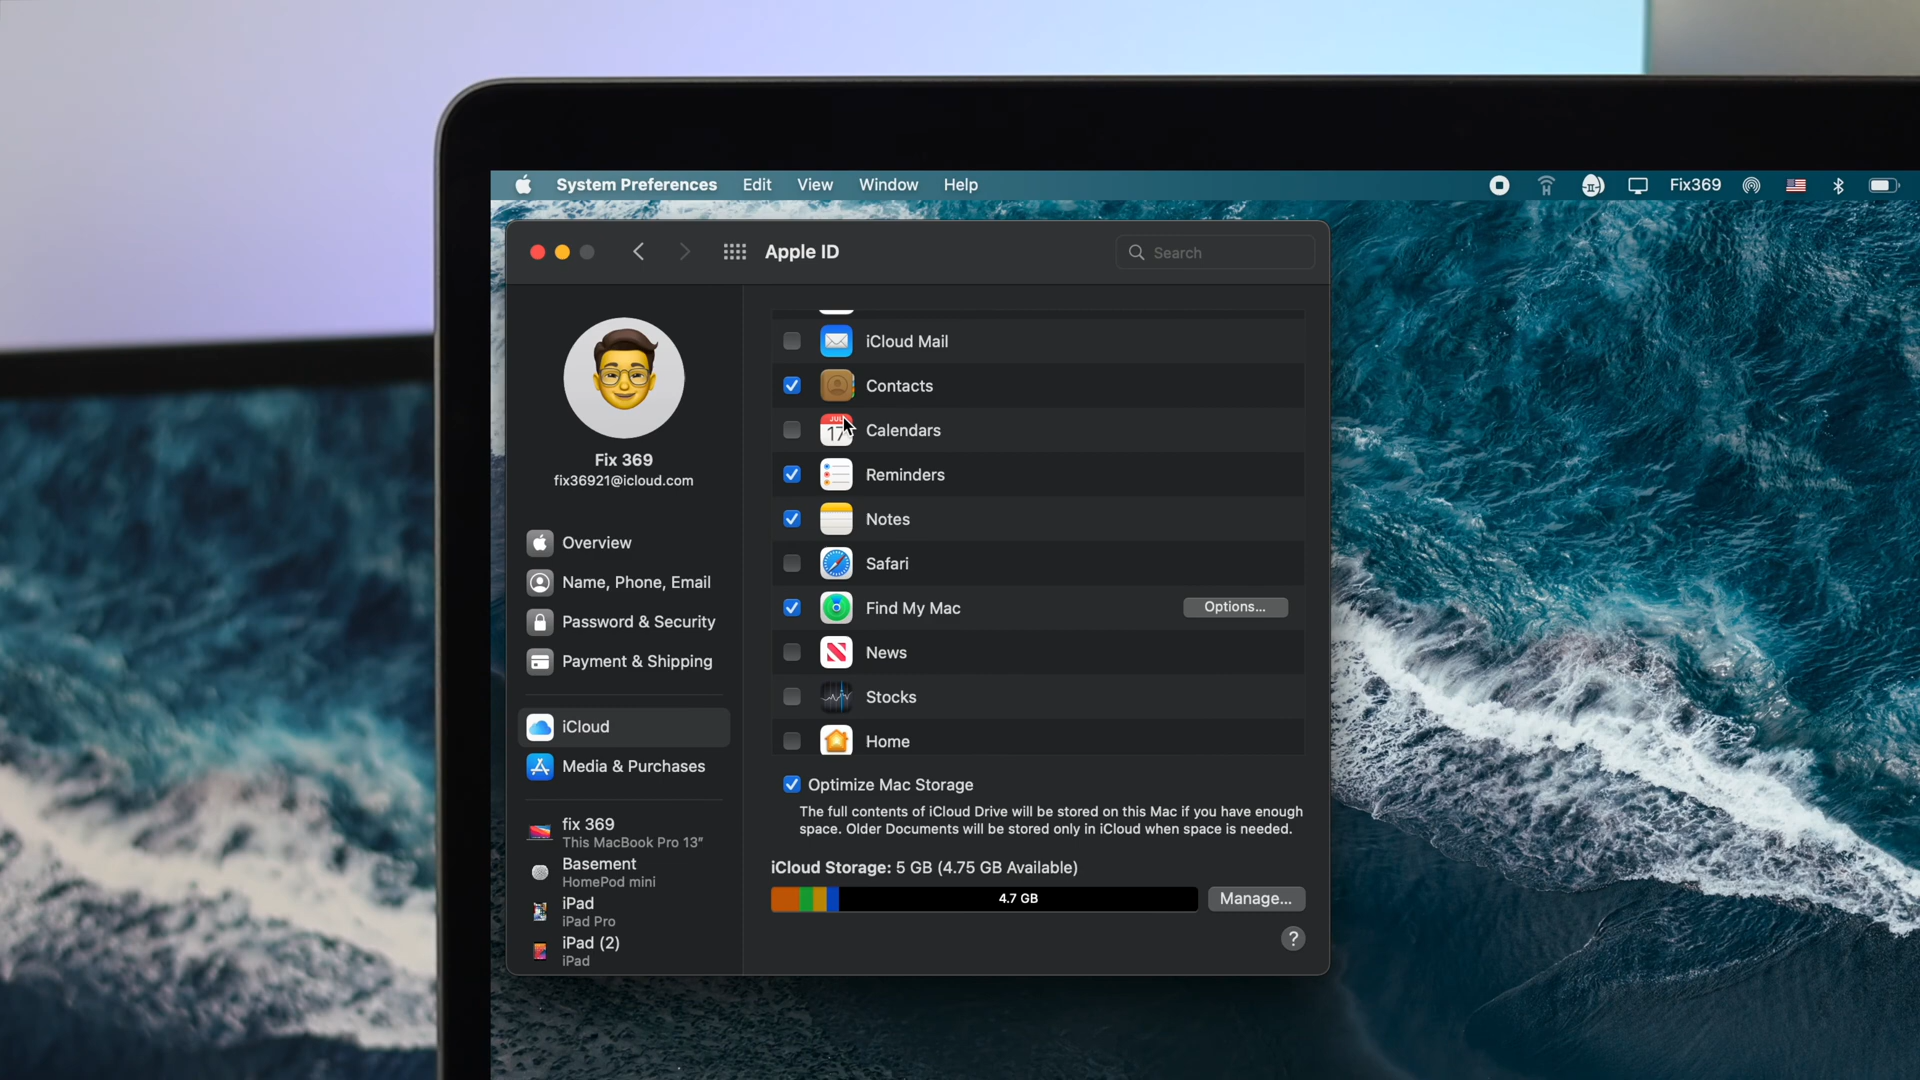 System Preferences Edit View Window Help
Fix369
Apple ID
Search
Fix 369
fix36921@icloud.com
Overview
Name, Phone, Email
Password & Security
Payment & Shipping
iCloud
Media & Purchases
fix 369
This MacBook Pro 13"
Basement
HomePod mini
iPad
iPad Pro
iPad (2)
iPad
iCloud Mail
Contacts
JUL
17
Calendars
Reminders
Notes
Safari
Find My Mac
Options...
News
Stocks
Home
Optimize Mac Storage
The full contents of iCloud Drive will be stored on this Mac if you have enough
space. Older Documents will be stored only in iCloud when space is needed.
iCloud Storage: 5 GB (4.75 GB Available)
4.7 GB
Manage...
?